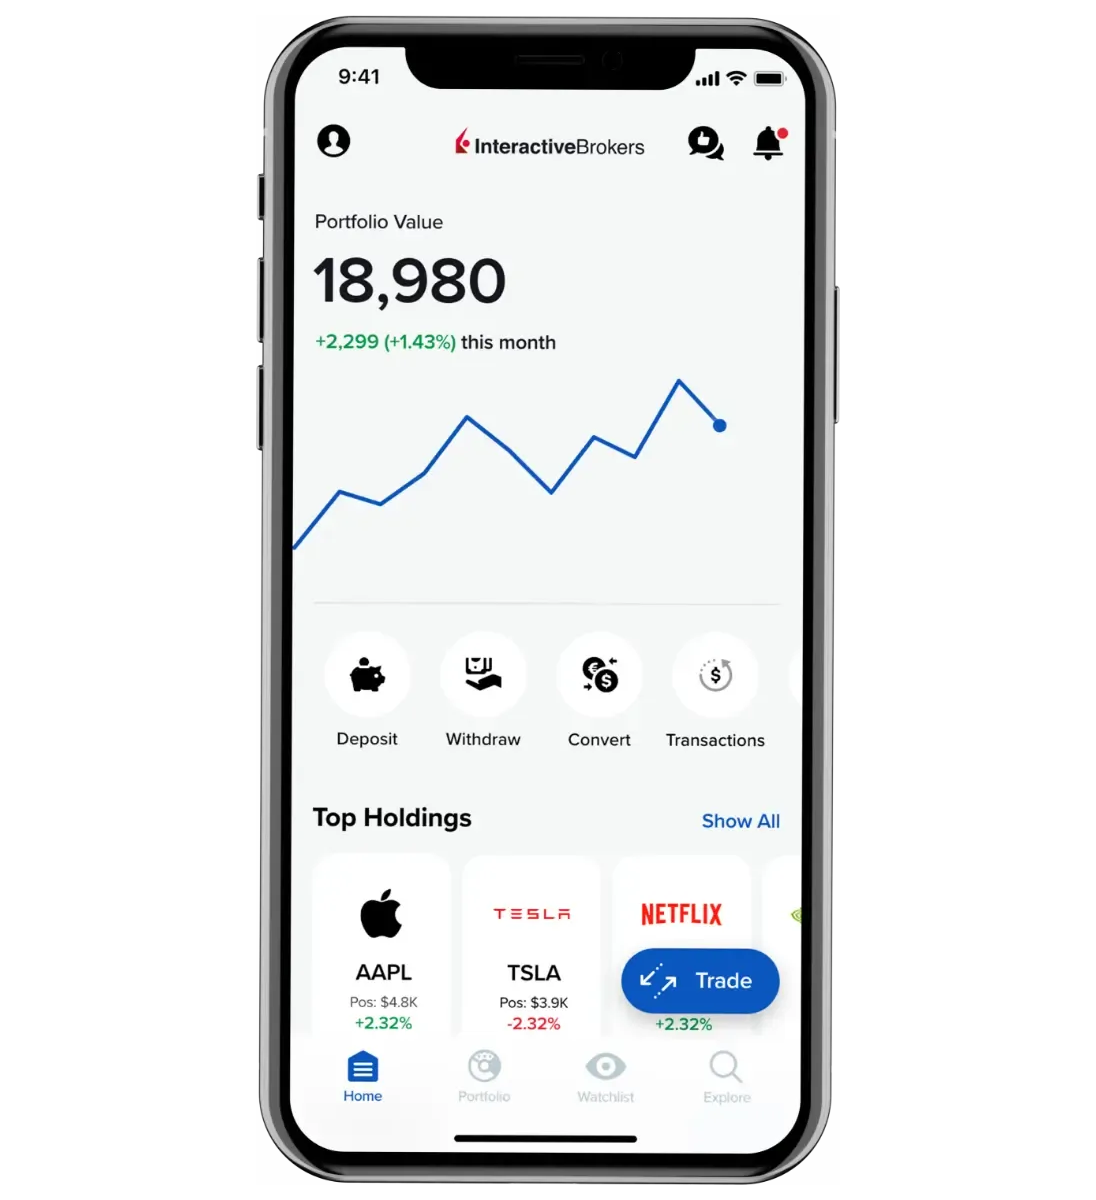 9:41
InteractiveBrokers
Portfolio Value
18,980
+2,299 (+1.43%) this month
Deposit
Withdraw
Convert
Transactions
Top Holdings
Show All
TESLA
NETFLIX
AAPL
TSLA
Trade
Pos: $4.8K
Pos: $3.9K
+2.32%
-2.32%
+2.32%
Home
Portfolio
Watchlist
Explore